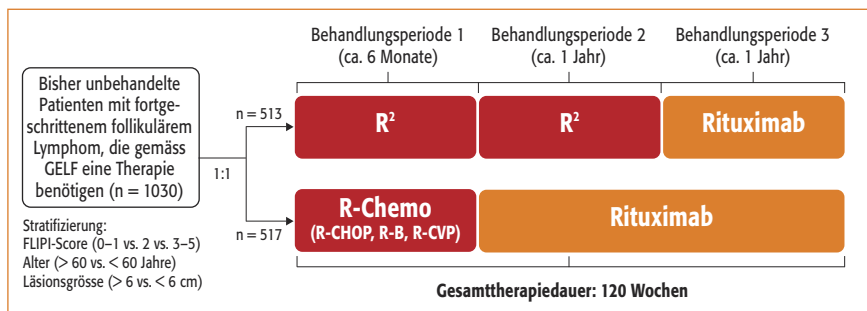 Behandlungsperiode 1
(ca. 6 Monate)
Behandlungsperiode 2
(ca. 1 Jahr)
Behandlungsperiode 3
(ca. 1 Jahr)
Bisher unbehandelte
Patienten mit fortge-
schrittenem follikulärem
Lymphom, die gemäss
GELF eine Therapie
benötigen (n = 1030)
1:1
n = 513
R²
R²
Rituximab
n = 517
R-Chemo
(R-CHOP, R-B, R-CVP)
Rituximab
Stratifizierung:
FLIPI-Score (0–1 vs. 2 vs. 3–5)
Alter (> 60 vs. < 60 Jahre)
Läsionsgrösse (> 6 vs. < 6 cm)
Gesamttherapiedauer: 120 Wochen